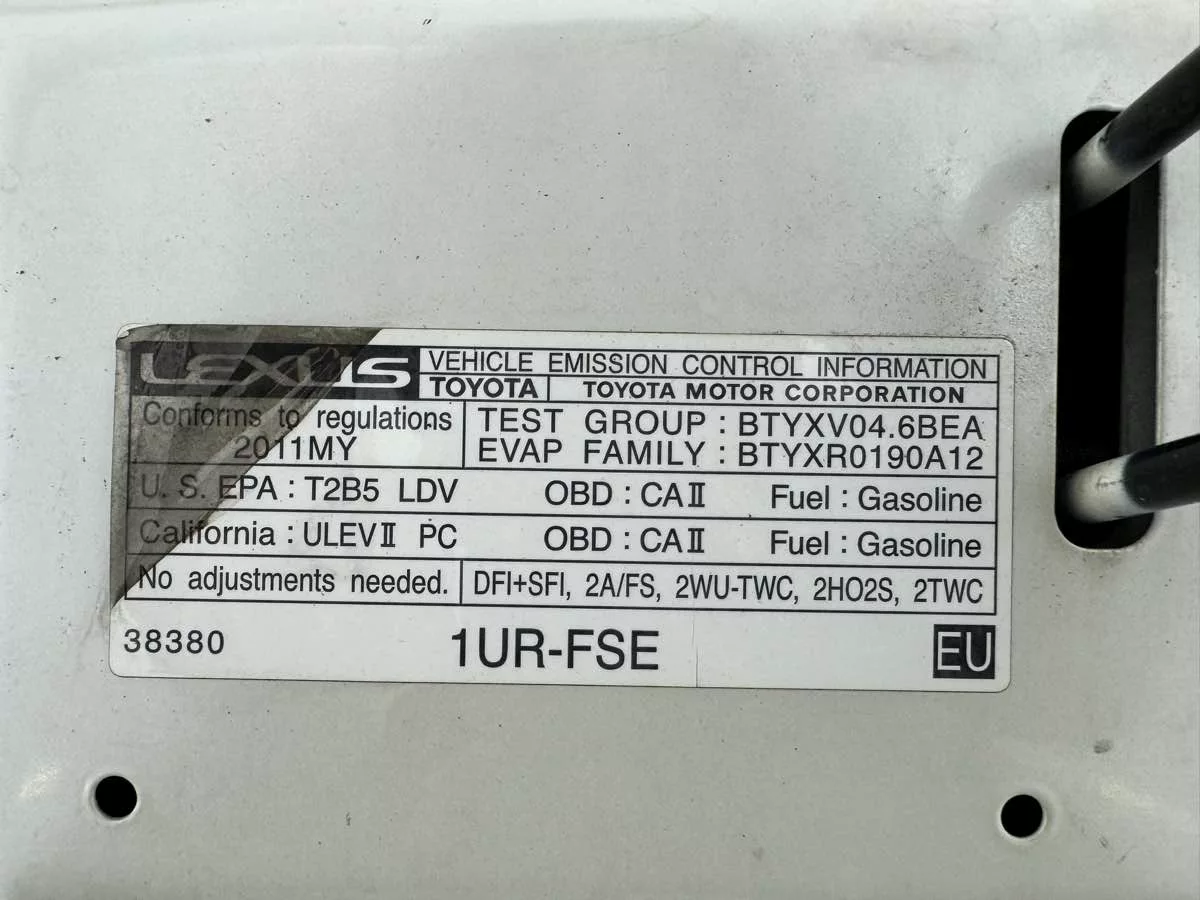 LEXUS VEHICLE EMISSION CONTROL INFORMATION
TOYOTA TOYOTA MOTOR CORPORATION
Conforms to regulations TEST GROUP : BTYXV04.6BEA
2011MY EVAP FAMILY : BTYXR0190A12
U. S. EPA : T2B5 LDV OBD : CAⅡ Fuel : Gasoline
California : ULEVⅡ PC OBD : CAⅡ Fuel : Gasoline
No adjustments needed. DFI+SFI, 2A/FS, 2WU-TWC, 2HO2S, 2TWC
38380 1UR-FSE EU